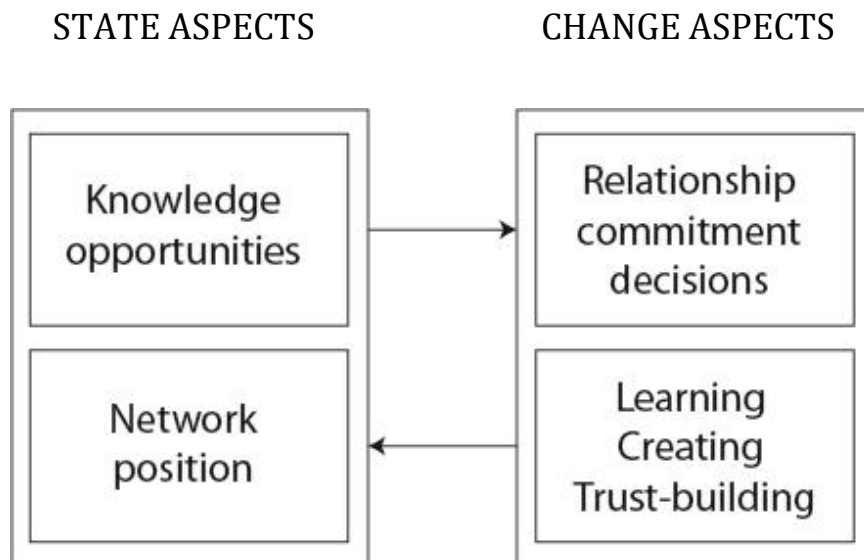 STATE ASPECTS
CHANGE ASPECTS
Knowledge
opportunities
Relationship
commitment
decisions
Network
position
Learning
Creating
Trust-building